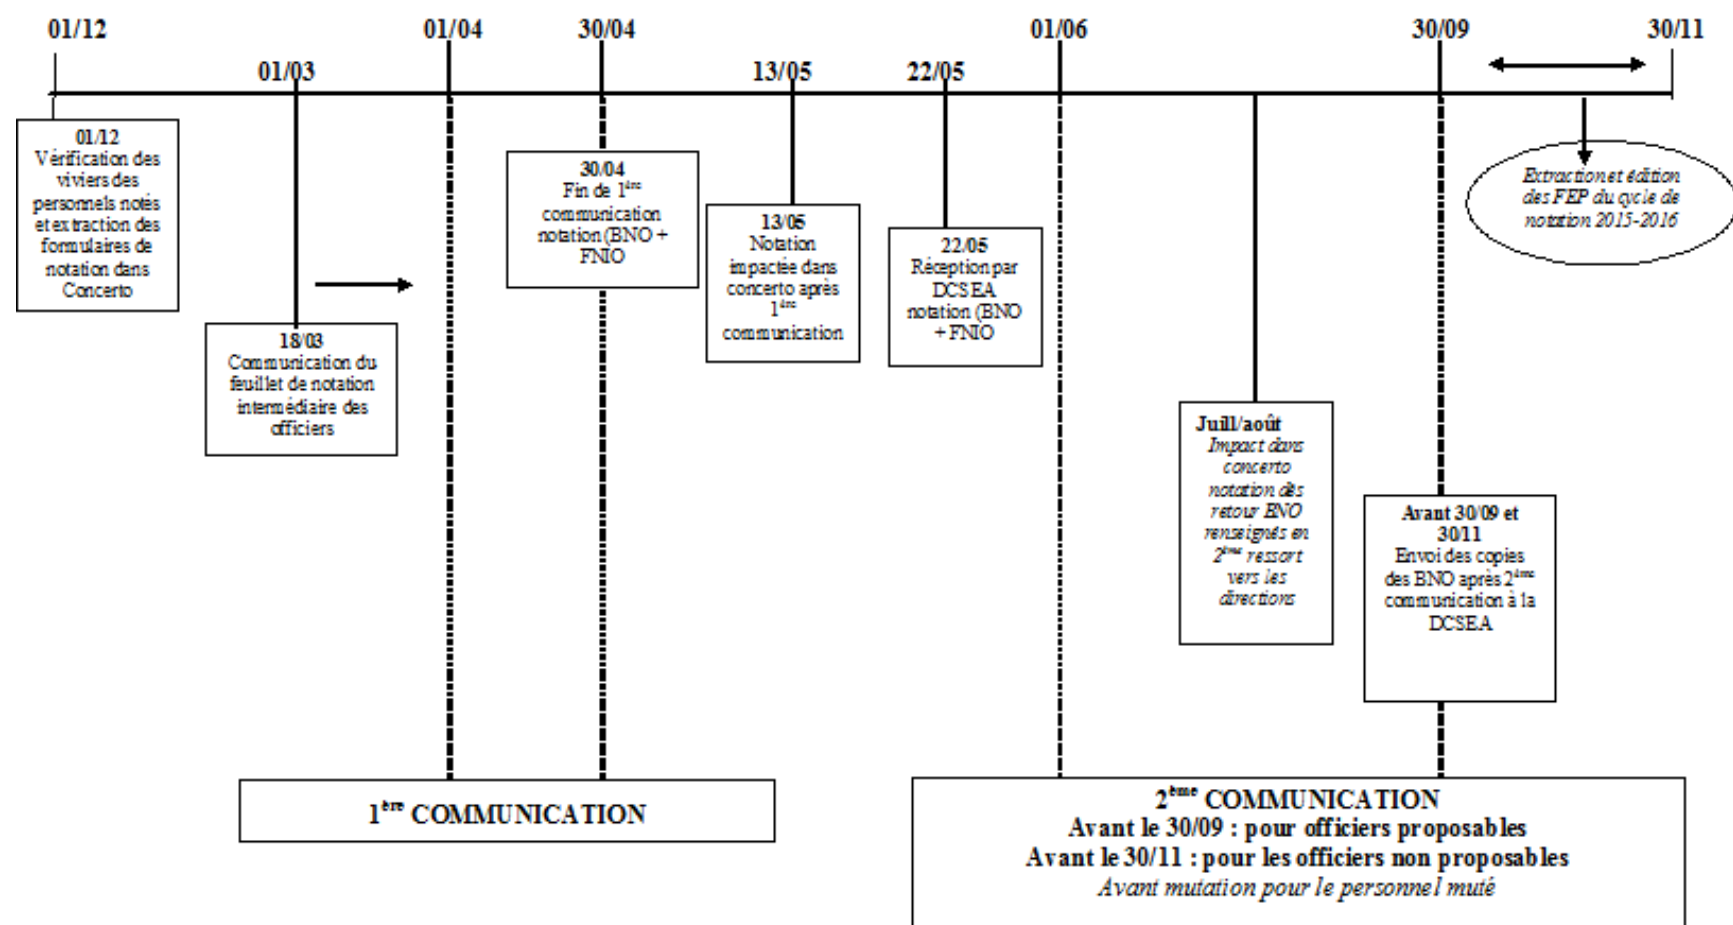 01/12
01/04
30/04
01/06
30/09
30/11
01/03
13/05
22/05
01/12
Vérification des
viviers des
personnels notés
et extraction des
formulaires de
notation dans
Concerto
18/03
Communication du
feuillet de notation
intermédiaire des
officiers
30/04
Fin de 1ère
communication
notation (BNO +
FNIO
13/05
Notation
impactée dans
concerto après
1ère
communication
22/05
Réception par
DCSEA
notation (BNO
+ FNIO
Juill/août
Impact dans
concerto
notation dès
retour BNO
renseignés en
2ème ressort
vers les
directions
Avant 30/09 et
30/11
Envoi des copies
des BNO après 2ème
communication à la
DCSEA
Extraction et édition
des FEP du cycle de
notation 2015-2016
1ère COMMUNICATION
2ème COMMUNICATION
Avant le 30/09 : pour officiers proposables
Avant le 30/11 : pour les officiers non proposables
Avant mutation pour le personnel muté